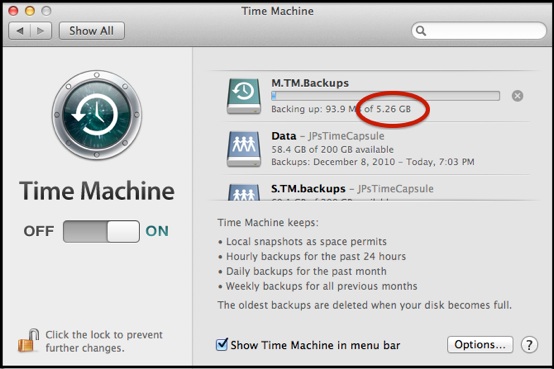 Time Machine
Show All
M.TM.Backups
Backing up: 93.9 M of 5.26 GB
Data – JPsTimeCapsule
58.4 GB of 200 GB available
Backups: December 8, 2010 – Today, 7:03 PM
S.TM.backups – JPsTimeCapsule
Time Machine
OFF ON
Time Machine keeps:
• Local snapshots as space permits
• Hourly backups for the past 24 hours
• Daily backups for the past month
• Weekly backups for all previous months
The oldest backups are deleted when your disk becomes full.
Click the lock to prevent
further changes.
Show Time Machine in menu bar
Options...
?